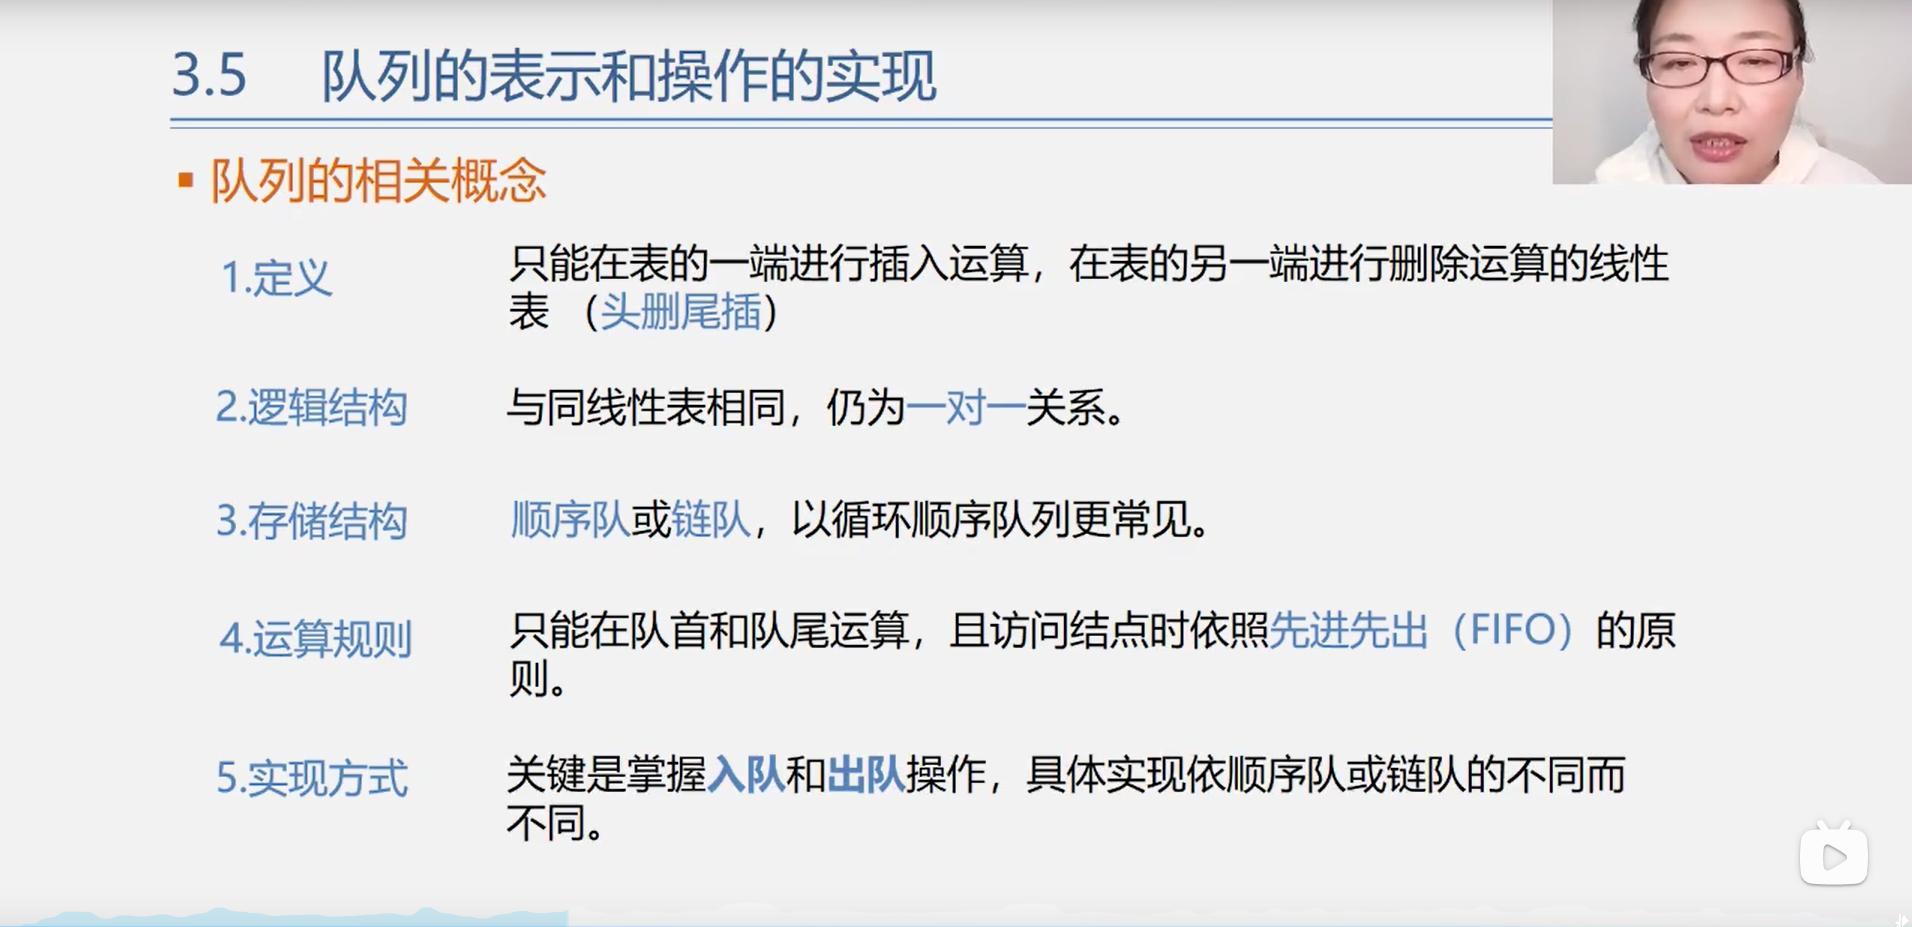 3.5 队列的表示和操作的实现
▪ 队列的相关概念
1.定义
只能在表的一端进行插入运算，在表的另一端进行删除运算的线性
表 （头删尾插）
2.逻辑结构
与同线性表相同，仍为一对一关系。
3.存储结构
顺序队或链队，以循环顺序队列更常见。
4.运算规则
只能在队首和队尾运算，且访问结点时依照先进先出（FIFO）的原
则。
5.实现方式
关键是掌握入队和出队操作，具体实现依顺序队或链队的不同而
不同。